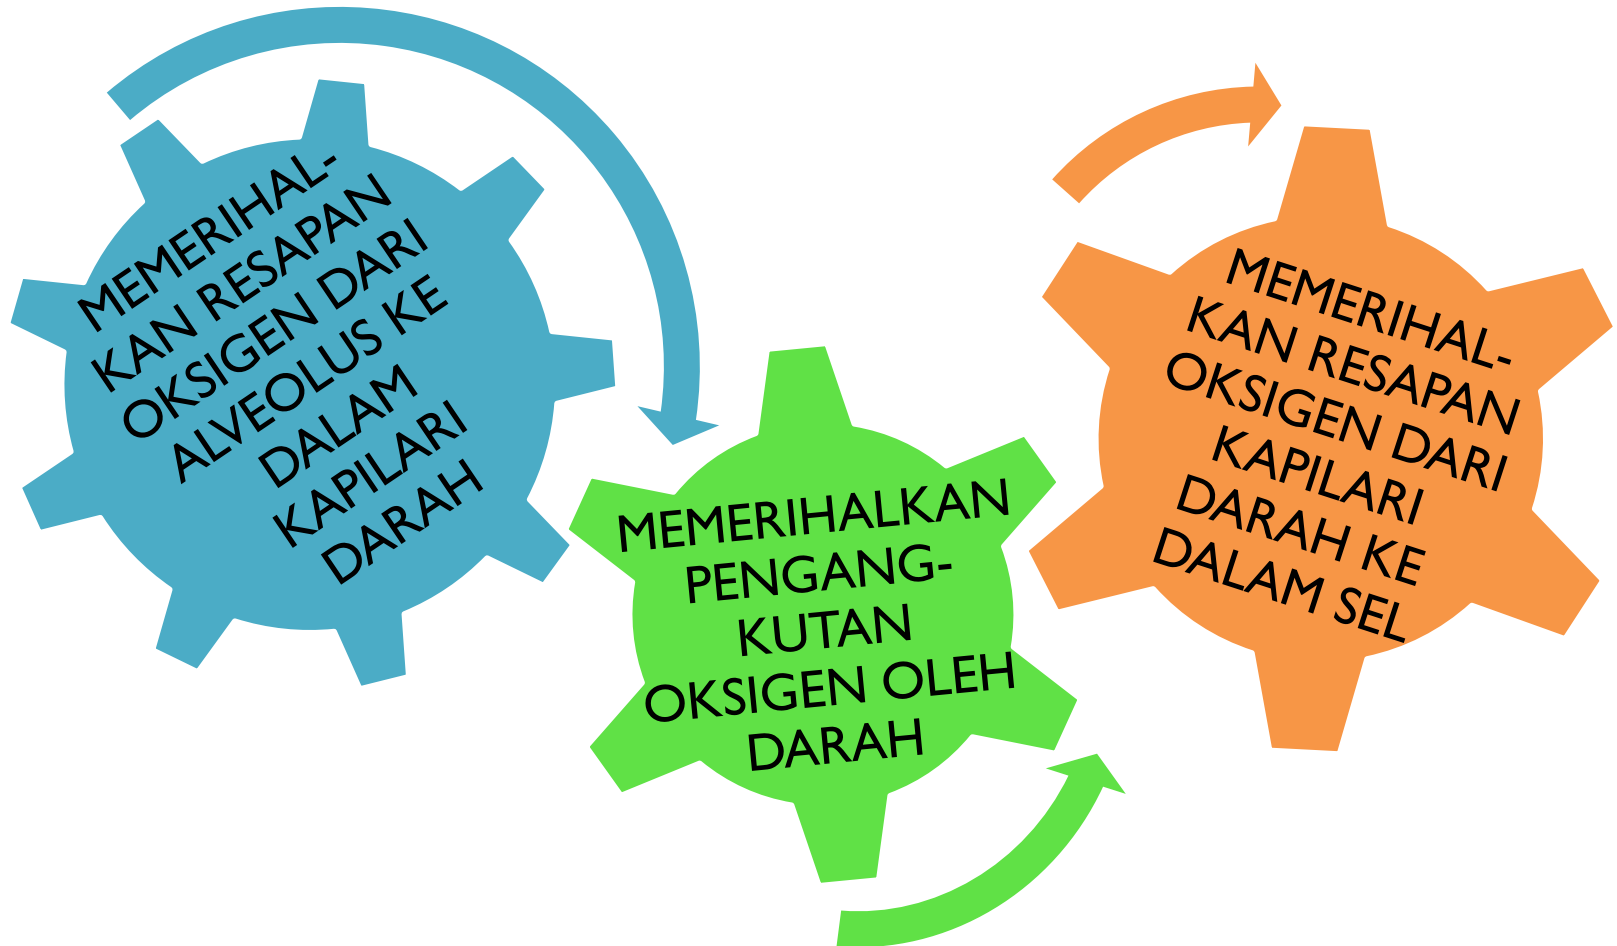 MEMERIHAL-
KAN RESAPAN
OKSIGEN DARI
ALVEOLUS KE
DALAM
KAPILARI
DARAH
MEMERIHALKAN
PENGANG-
KUTAN
OKSIGEN OLEH
DARAH
MEMERIHAL-
KAN RESAPAN
OKSIGEN DARI
KAPILARI
DARAH KE
DALAM SEL